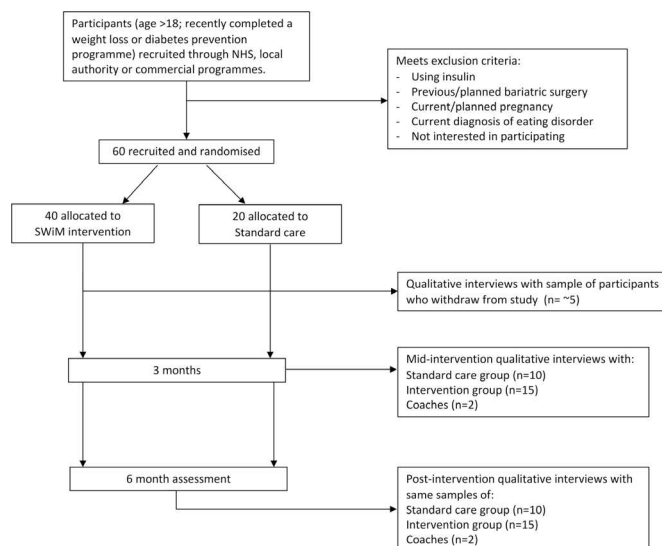 Participants (age >18; recently completed a
weight loss or diabetes prevention
programme) recruited through NHS, local
authority or commercial programmes.
Meets exclusion criteria:
- Using insulin
- Previous/planned bariatric surgery
- Current/planned pregnancy
- Current diagnosis of eating disorder
- Not interested in participating
60 recruited and randomised
40 allocated to
SWiM intervention
20 allocated to
Standard care
Qualitative interviews with sample of participants
who withdraw from study (n= ~5)
3 months
Mid-intervention qualitative interviews with:
Standard care group (n=10)
Intervention group (n=15)
Coaches (n=2)
6 month assessment
Post-intervention qualitative interviews with
same samples of:
Standard care group (n=10)
Intervention group (n=15)
Coaches (n=2)